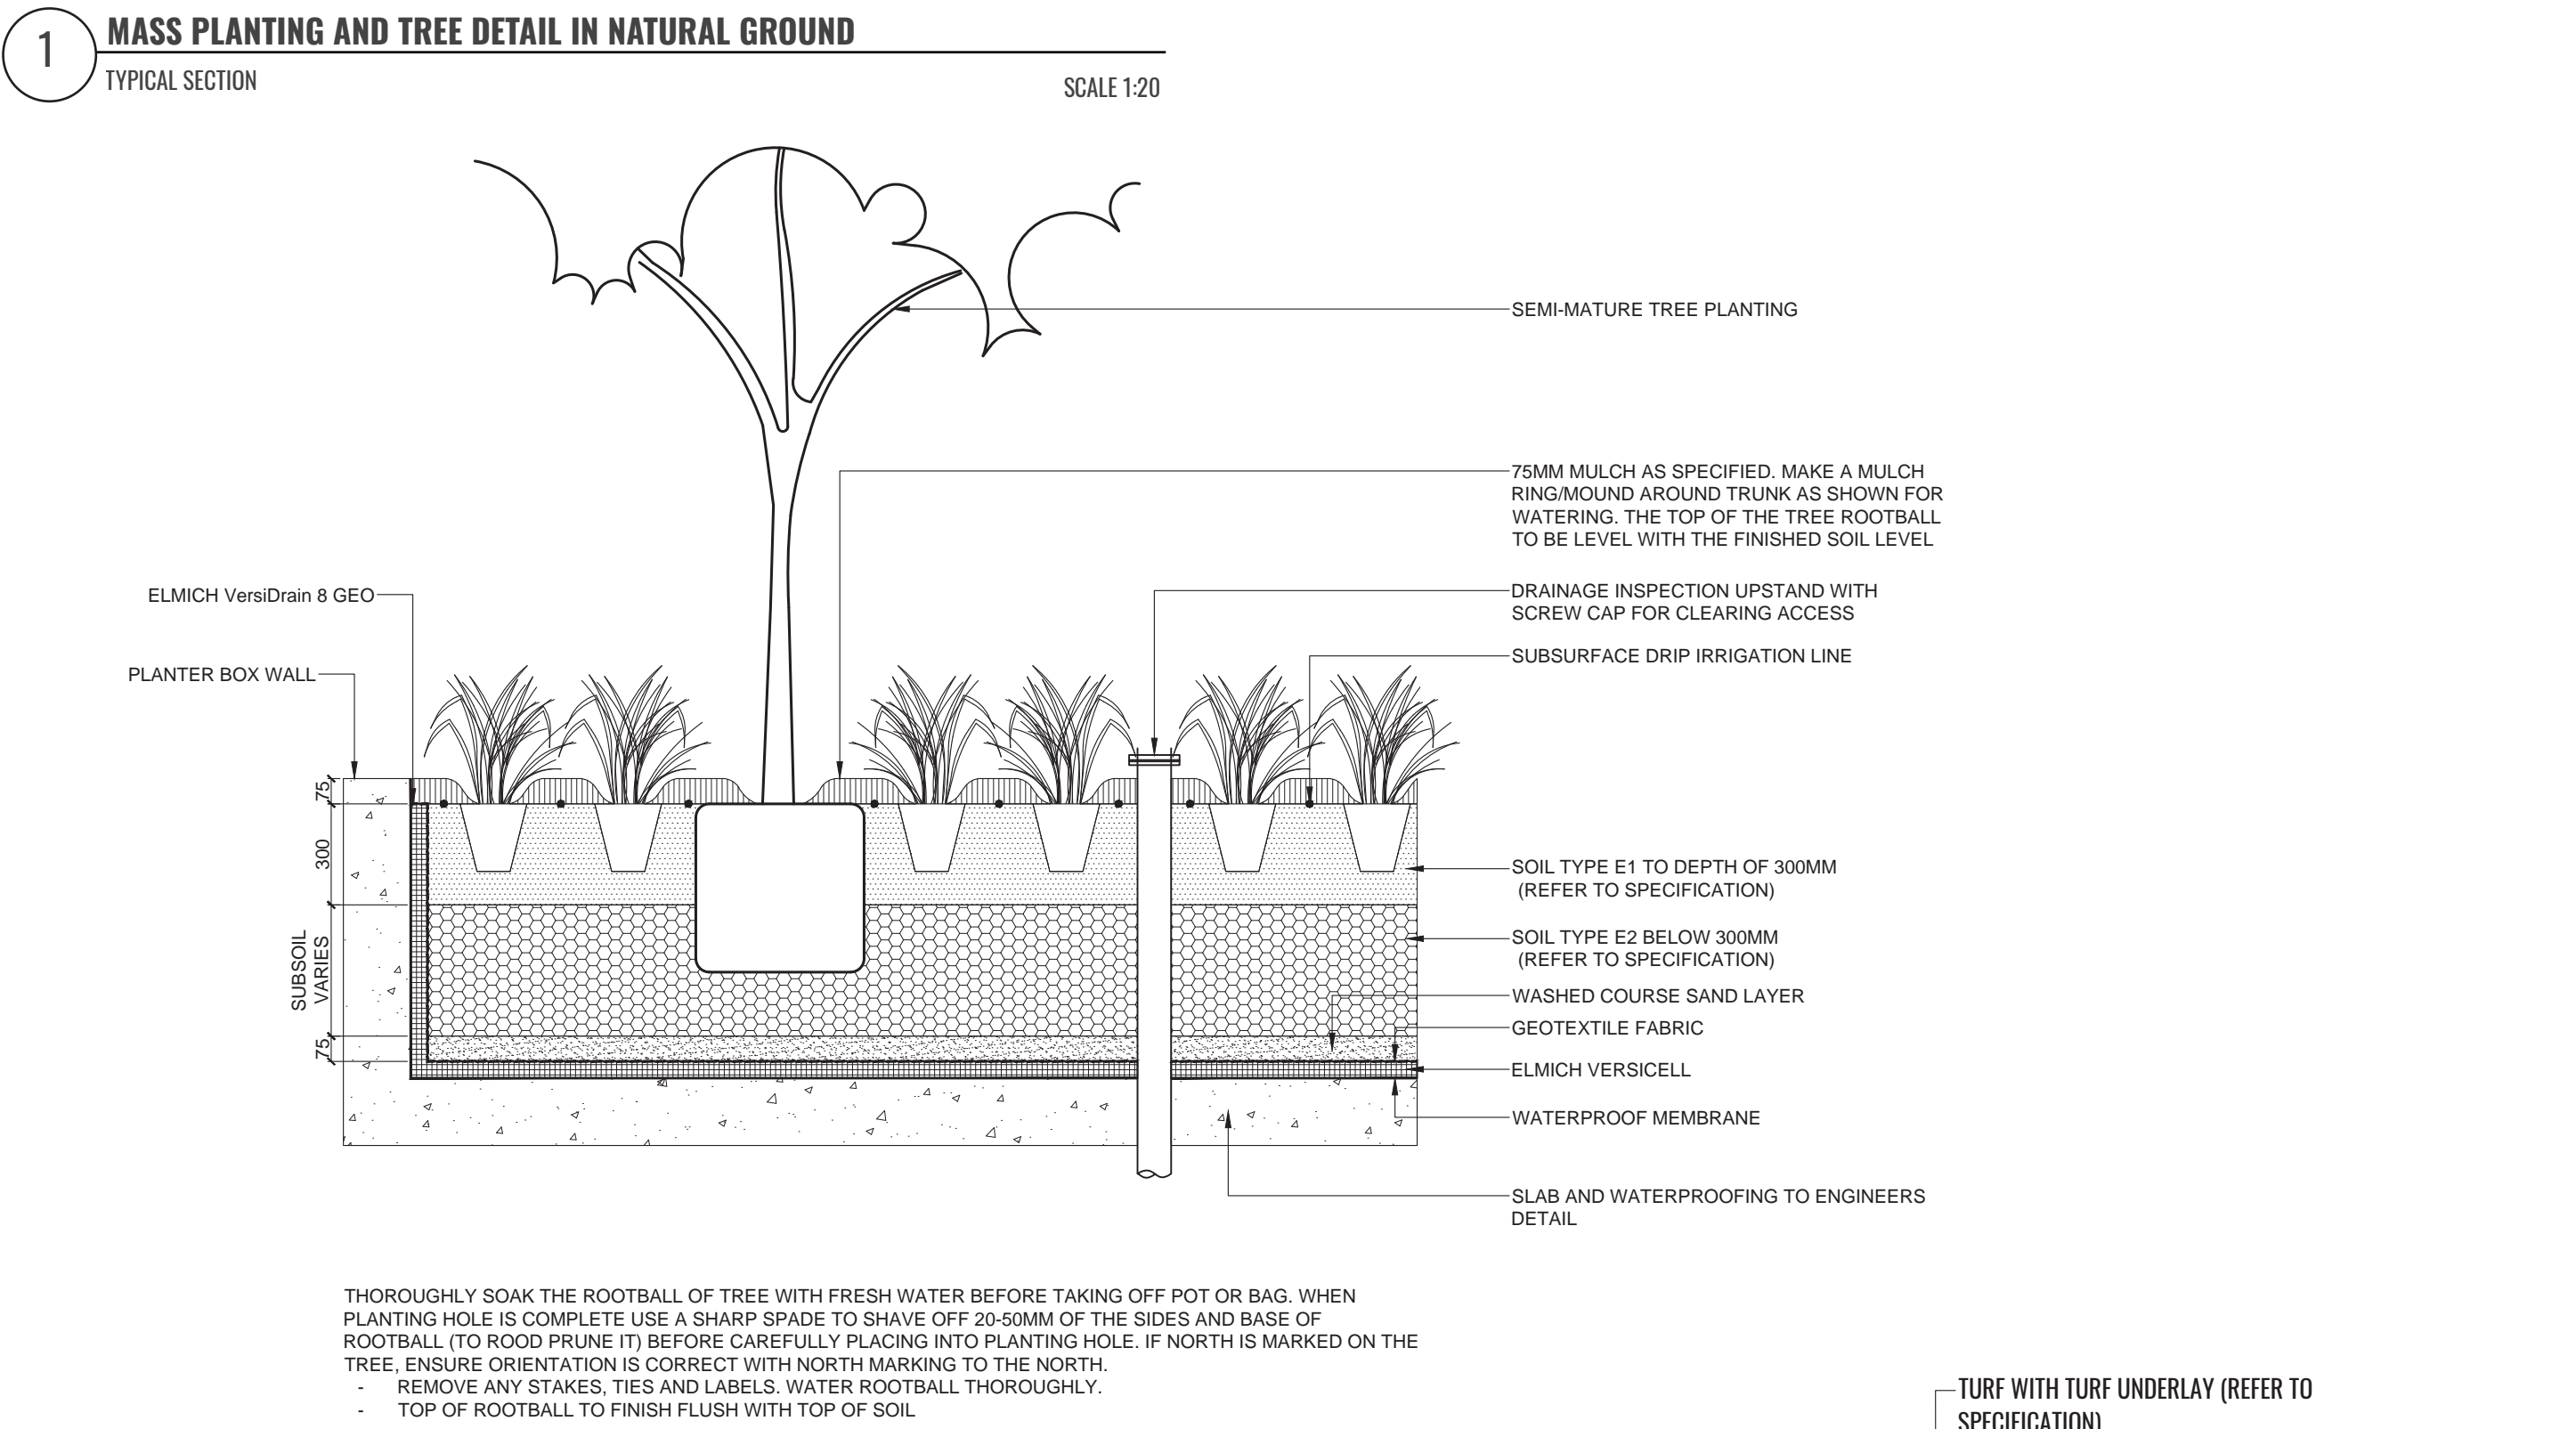 1
MASS PLANTING AND TREE DETAIL IN NATURAL GROUND
TYPICAL SECTION
SCALE 1:20
SEMI-MATURE TREE PLANTING
75MM MULCH AS SPECIFIED. MAKE A MULCH
RING/MOUND AROUND TRUNK AS SHOWN FOR
WATERING. THE TOP OF THE TREE ROOTBALL
TO BE LEVEL WITH THE FINISHED SOIL LEVEL
ELMICH VersiDrain 8 GEO
DRAINAGE INSPECTION UPSTAND WITH
SCREW CAP FOR CLEARING ACCESS
SUBSURFACE DRIP IRRIGATION LINE
PLANTER BOX WALL
75
300
SUBSOIL
VARIES
75
SOIL TYPE E1 TO DEPTH OF 300MM
(REFER TO SPECIFICATION)
SOIL TYPE E2 BELOW 300MM
(REFER TO SPECIFICATION)
WASHED COURSE SAND LAYER
GEOTEXTILE FABRIC
ELMICH VERSICELL
WATERPROOF MEMBRANE
SLAB AND WATERPROOFING TO ENGINEERS
DETAIL
THOROUGHLY SOAK THE ROOTBALL OF TREE WITH FRESH WATER BEFORE TAKING OFF POT OR BAG. WHEN
PLANTING HOLE IS COMPLETE USE A SHARP SPADE TO SHAVE OFF 20-50MM OF THE SIDES AND BASE OF
ROOTBALL (TO ROOD PRUNE IT) BEFORE CAREFULLY PLACING INTO PLANTING HOLE. IF NORTH IS MARKED ON THE
TREE, ENSURE ORIENTATION IS CORRECT WITH NORTH MARKING TO THE NORTH.
- REMOVE ANY STAKES, TIES AND LABELS. WATER ROOTBALL THOROUGHLY.
- TOP OF ROOTBALL TO FINISH FLUSH WITH TOP OF SOIL
TURF WITH TURF UNDERLAY (REFER TO
SPECIFICATION)